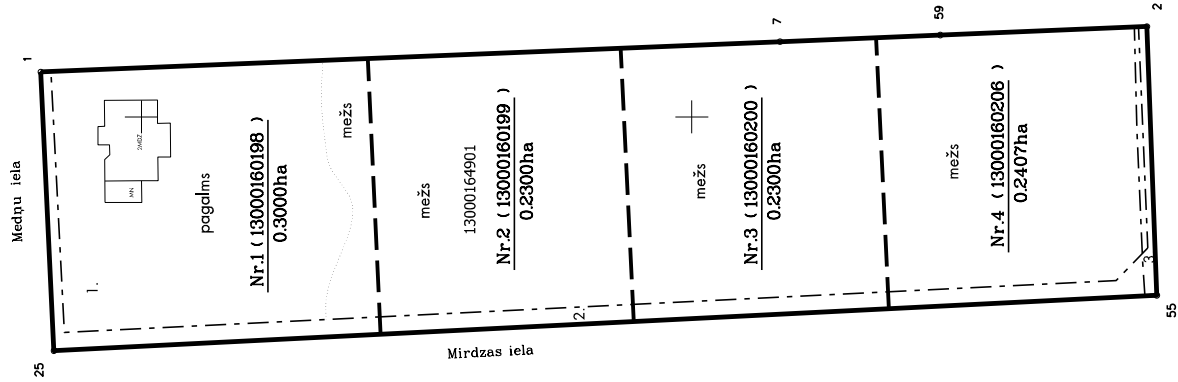 Medņu iela
1
25
1.
MN
2MDZ
pagalms
Nr.1 (13000160198 )
0.3000ha
mežs
mežs
13000164901
Nr.2 (13000160199 )
0.2300ha
Mirdzas iela
2.
mežs
Nr.3 (13000160200 )
0.2300ha
7
59
mežs
Nr.4 (13000160206 )
0.2407ha
2
3.
55